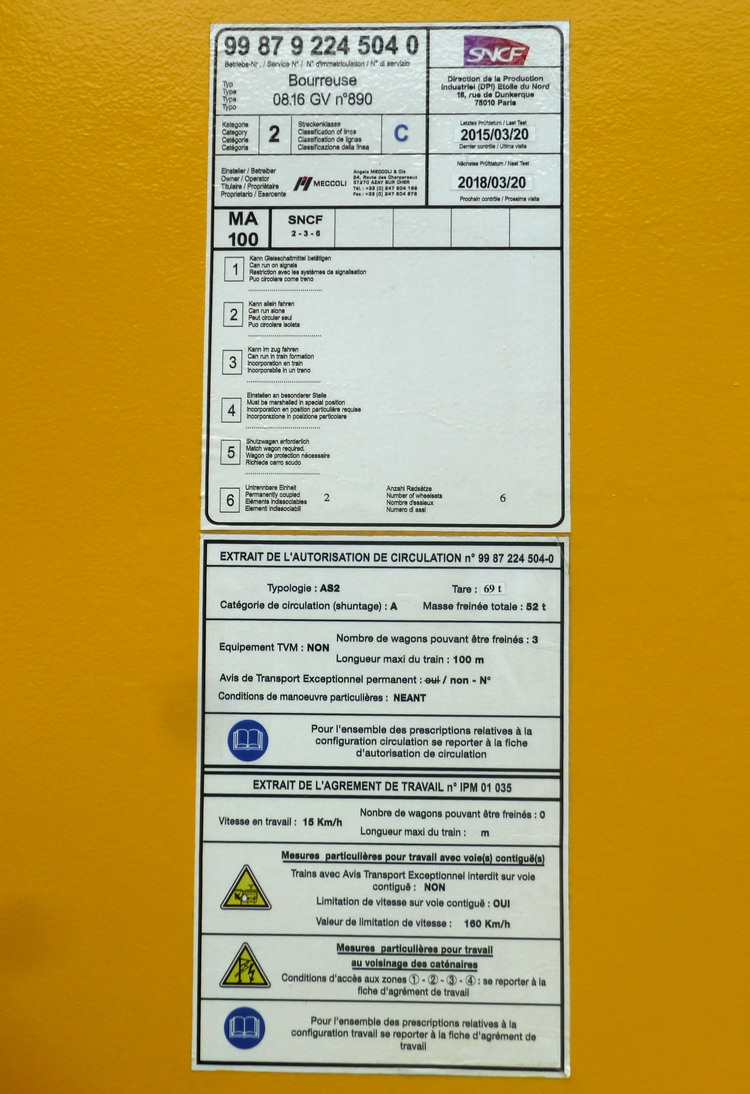 99 87 9 224 504 0
Betriebs-Nr. / Service N° / N° d'immatriculation / N° di servizio
Typ
Type
Type
Tipo
Bourreuse
08.16 GV n°890
SNCF
Direction de la Production
Industriel (DPI) Etoile du Nord
18, rue de Dunkerque
75010 Paris
Kategorie
Category
Catégorie
Catégorie
2
Streckenklasse
Classification of lines
Classification de lignes
Classificazione della linea
C
Letztes Prüfdatum / Last Test
2015/03/20
Dernier contrôle / Ultima visita
Einsteller / Betreiber
Owner / Operator
Titulaire / Propriétaire
Proprietario / Esercente
MECCOLI
Angelo MECCOLI & Cie
24, Route des Charpereaux
37270 AZAY SUR CHER
Nächstes Prüfdatum / Next Test
2018/03/20
Prochain contrôle / Prossima visita
MA
100
SNCF
2 - 3 - 6
1
Kann Gleisschaltmittel betätigen
Can run on signals
Restriction avec les systèmes de signalisation
Puo circolare come treno
2
Kann allein fahren
Can run alone
Peut circuler seul
Puo circolare isolata
3
Kann im zug fahren
Can run in train formation
Incorporation en train
Incorporabile in un treno
4
Einstellen an besonderer Stelle
Must be marshalled in special position
Incorporation en position particulière requise
Incorporazione in posizione particolare
5
Shutzwagen erforderlich
Match wagon required.
Wagon de protection nécessaire
Richiede carro scudo
6
Untrennbare Einheit
Permanently coupled
Eléments indissociables
Elementi indissociabili
2
Anzahl Radsätze
Number of wheelsets
Nombre d'essieux
Numero di assi
6
EXTRAIT DE L'AUTORISATION DE CIRCULATION n° 99 87 224 504-0
Typologie : AS2 Tare : 69 t
Catégorie de circulation (shuntage) : A Masse freinée totale : 52 t
Equipement TVM : NON
Nombre de wagons pouvant être freinés : 3
Longueur maxi du train : 100 m
Avis de Transport Exceptionnel permanent : oui / non - N°
Conditions de manoeuvre particulières : NEANT
Pour l'ensemble des prescriptions relatives à la
configuration circulation se reporter à la fiche
d'autorisation de circulation
EXTRAIT DE L'AGREMENT DE TRAVAIL n° IPM 01 035
Vitesse en travail : 15 Km/h
Nonbre de wagons pouvant être freinés : 0
Longueur maxi du train : m
Mesures particulières pour travail avec voie(s) contiguë(s)
Trains avec Avis Transport Exceptionnel interdit sur voie
contiguë : NON
Limitation de vitesse sur voie contiguë : OUI
Valeur de limitation de vitesse : 160 Km/h
Mesures particulières pour travail
au voisinage des caténaires
Conditions d'accès aux zones ① - ② - ③ - ④ : se reporter à la
fiche d'agrément de travail
Pour l'ensemble des prescriptions relatives à la
configuration travail se reporter à la fiche d'agrément de
travail